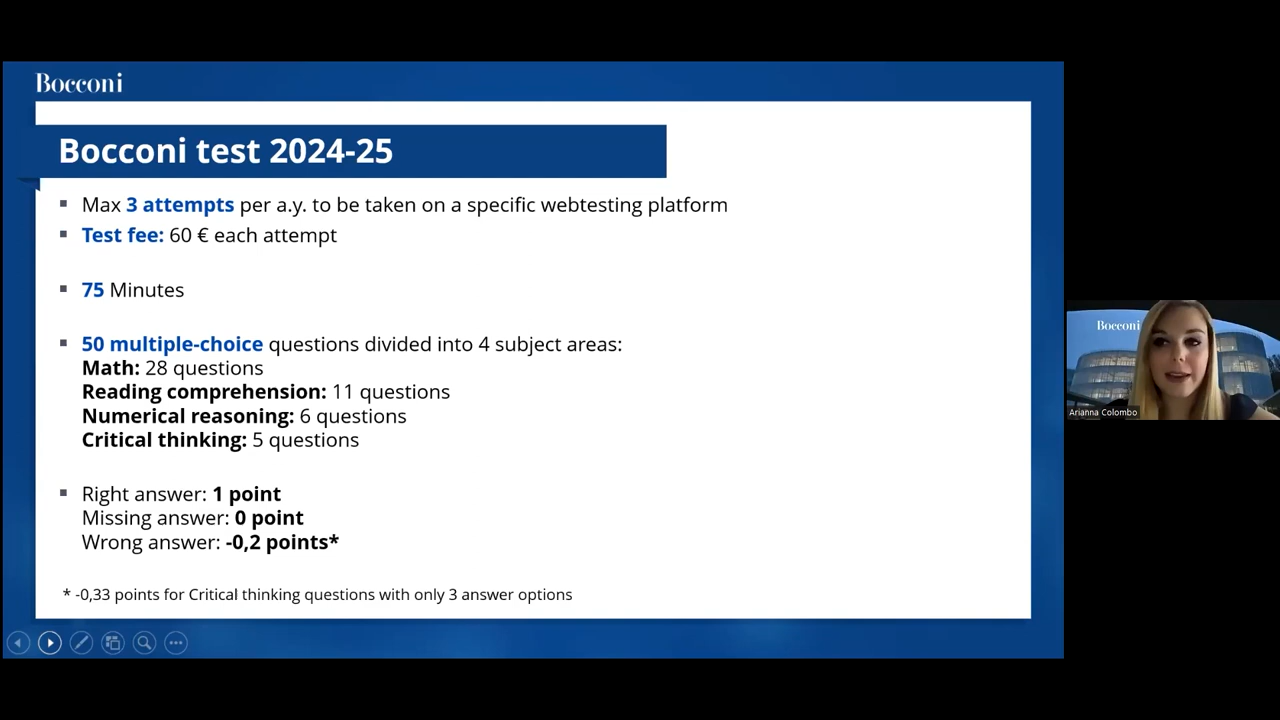 Bocconi
Bocconi test 2024-25
Max 3 attempts per a.y. to be taken on a specific webtesting platform
Test fee: 60 € each attempt
75 Minutes
50 multiple-choice questions divided into 4 subject areas:
Math: 28 questions
Reading comprehension: 11 questions
Numerical reasoning: 6 questions
Critical thinking: 5 questions
Right answer: 1 point
Missing answer: 0 point
Wrong answer: -0,2 points*
* -0,33 points for Critical thinking questions with only 3 answer options
Bocconi
Arianna Colombo